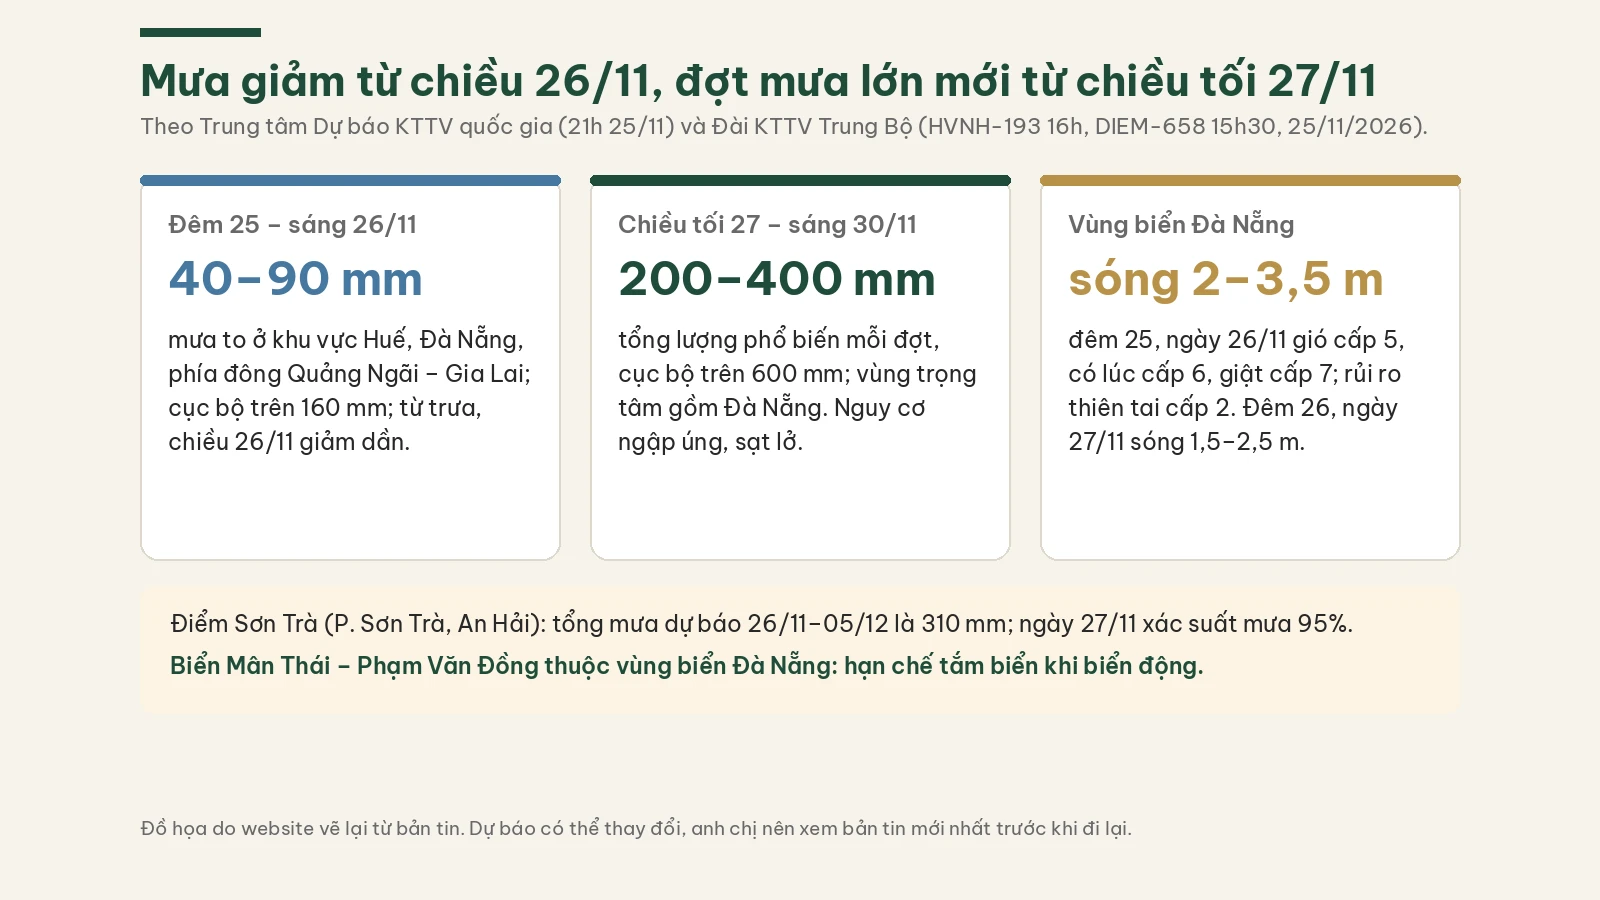 Mưa giảm từ chiều 26/11, đợt mưa lớn mới từ chiều tối 27/11
Theo Trung tâm Dự báo KTTV quốc gia (21h 25/11) và Đài KTTV Trung Bộ (HVNH-193 16h, DIEM-658 15h30, 25/11/2026).
Đêm 25 – sáng 26/11
40–90 mm
mưa to ở khu vực Huế, Đà Nẵng,
phía đông Quảng Ngãi – Gia Lai;
cục bộ trên 160 mm; từ trưa,
chiều 26/11 giảm dần.
Chiều tối 27 – sáng 30/11
200–400 mm
tổng lượng phổ biến mỗi đợt,
cục bộ trên 600 mm; vùng trọng
tâm gồm Đà Nẵng. Nguy cơ
ngập úng, sạt lở.
Vùng biển Đà Nẵng
sóng 2–3,5 m
đêm 25, ngày 26/11 gió cấp 5,
có lúc cấp 6, giật cấp 7; rủi ro
thiên tai cấp 2. Đêm 26, ngày
27/11 sóng 1,5–2,5 m.
Điểm Sơn Trà (P. Sơn Trà, An Hải): tổng mưa dự báo 26/11–05/12 là 310 mm; ngày 27/11 xác suất mưa 95%.
Biển Mân Thái – Phạm Văn Đồng thuộc vùng biển Đà Nẵng: hạn chế tắm biển khi biển động.
Đồ họa do website vẽ lại từ bản tin. Dự báo có thể thay đổi, anh chị nên xem bản tin mới nhất trước khi đi lại.